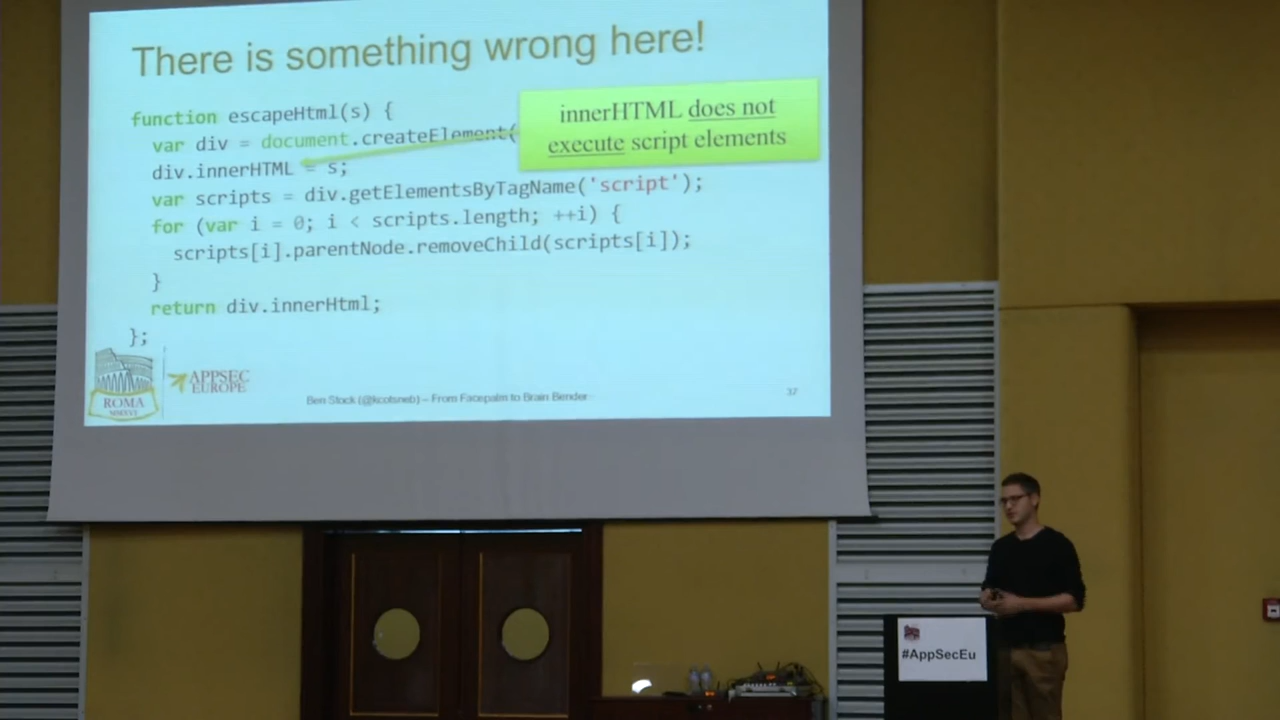 There is something wrong here!
function escapeHtml(s) {
var div = document.createElement(
div.innerHTML = s;
var scripts = div.getElementsByTagName('script');
for (var i = 0; i < scripts.length; ++i) {
scripts[i].parentNode.removeChild(scripts[i]);
}
return div.innerHtml;
};
innerHTML does not
execute script elements
ROMA
MMXVI
APPSEC
EUROPE
Ben Stock (@kcotsneb) – From Facepalm to Brain Bender
37
#AppSecEu